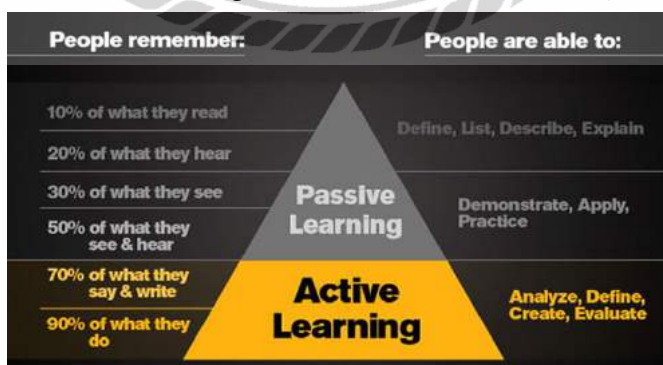 People remember:
People are able to:
10% of what they read
20% of what they hear
30% of what they see
50% of what they
see & hear
70% of what they
say & write
90% of what they
do
Passive
Learning
Active
Learning
Define, List, Describe, Explain
Demonstrate, Apply,
Practice
Analyze, Define,
Create, Evaluate